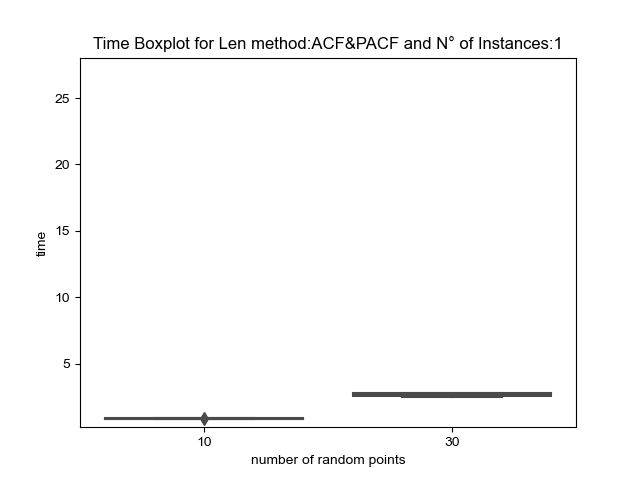 Time Boxplot for Len method:ACF&PACF and N° of Instances:1
25
20
15
10
5
time
10 30
number of random points